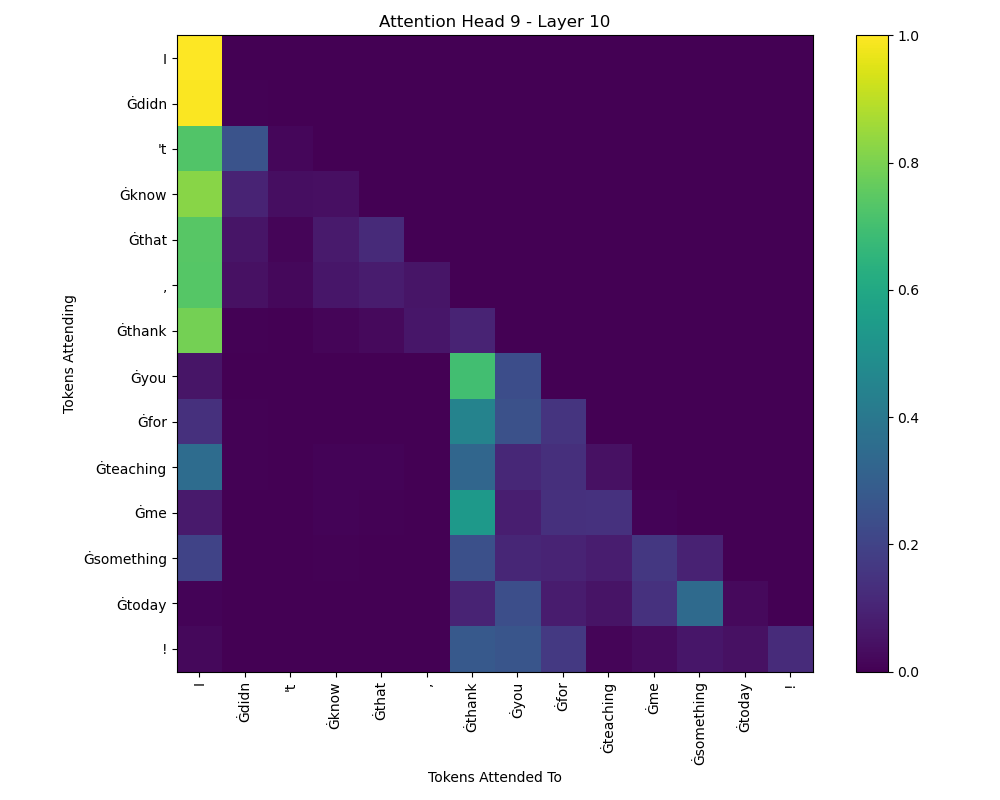 Attention Head 9 - Layer 10
Tokens Attending
I
Ġdidn
't
Ġknow
Ġthat
,
Ġthank
Ġyou
Ġfor
Ġteaching
Ġme
Ġsomething
Ġtoday
!
I
Ġdidn
't
Ġknow
Ġthat
,
Ġthank
Ġyou
Ġfor
Ġteaching
Ġme
Ġsomething
Ġtoday
!
Tokens Attended To
1.0
0.8
0.6
0.4
0.2
0.0